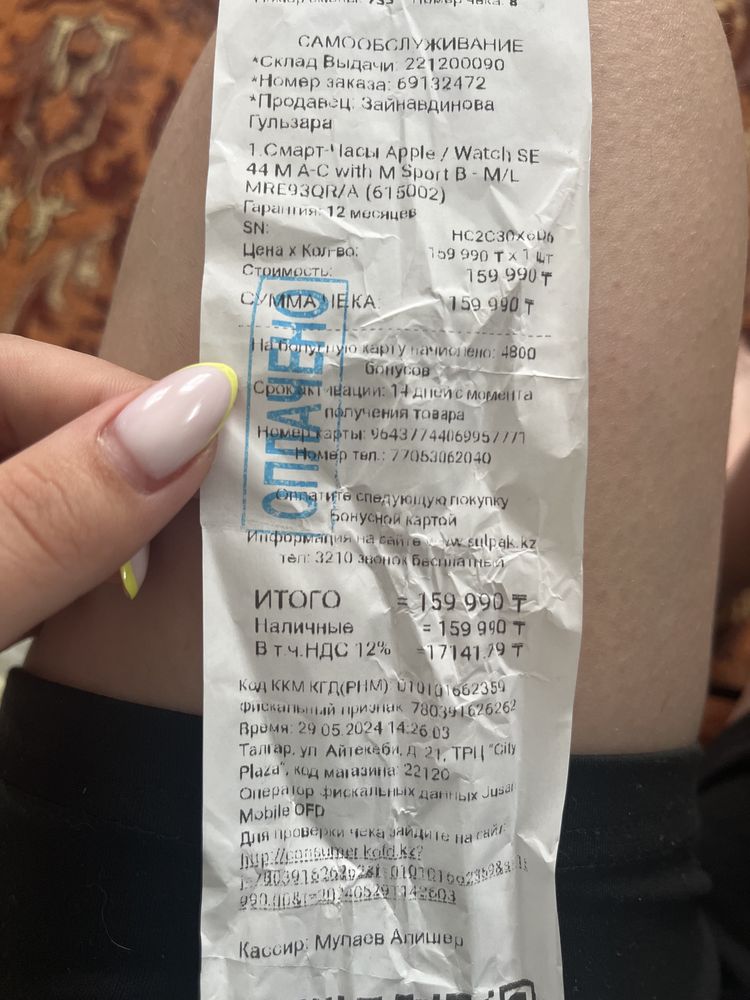 САМООБСЛУЖИВАНИЕ
*Склад Выдачи: 221200090
*Номер заказа: 69132472
*Продавец: Зайнавдинова
Гульзара
1.Смарт-Часы Apple / Watch SE
44 M A-C with M Sport B - M/L
MRE93QR/A (615002)
Гарантия: 12 месяцев
SN:
Цена x Кол-во: 159 990 ₸ x 1 шт
Стоимость: 159 990 ₸
СУММА ЧЕКА: 159 990 ₸
ОПЛАЧЕНО
На бонусную карту начислено: 4800
бонусов
Срок активации: 14 дней с момента
получения товара
Номер карты: 96437744069957771
Номер тел.: 77053062040
Оплатите следующую покупку
бонусной картой
Информация на сайте www.sulpak.kz
тел: 3210 звонок бесплатный
ИТОГО = 159 990 ₸
Наличные = 159 990 ₸
В т.ч.НДС 12% =17141.79 ₸
Код ККМ КГД(РНМ): 010101662359
Фискальный признак: 780391626262
Время: 29.05.2024 14:26:03
Талгар, ул. Айтекеби, д. 21, ТРЦ "City
Plaza", код магазина: 22120
Оператор фискальных данных: Jusan
Mobile OFD
Для проверки чека зайдите на сайт:
http://consumer.kofd.kz?
Кассир: Мупаев Алишер